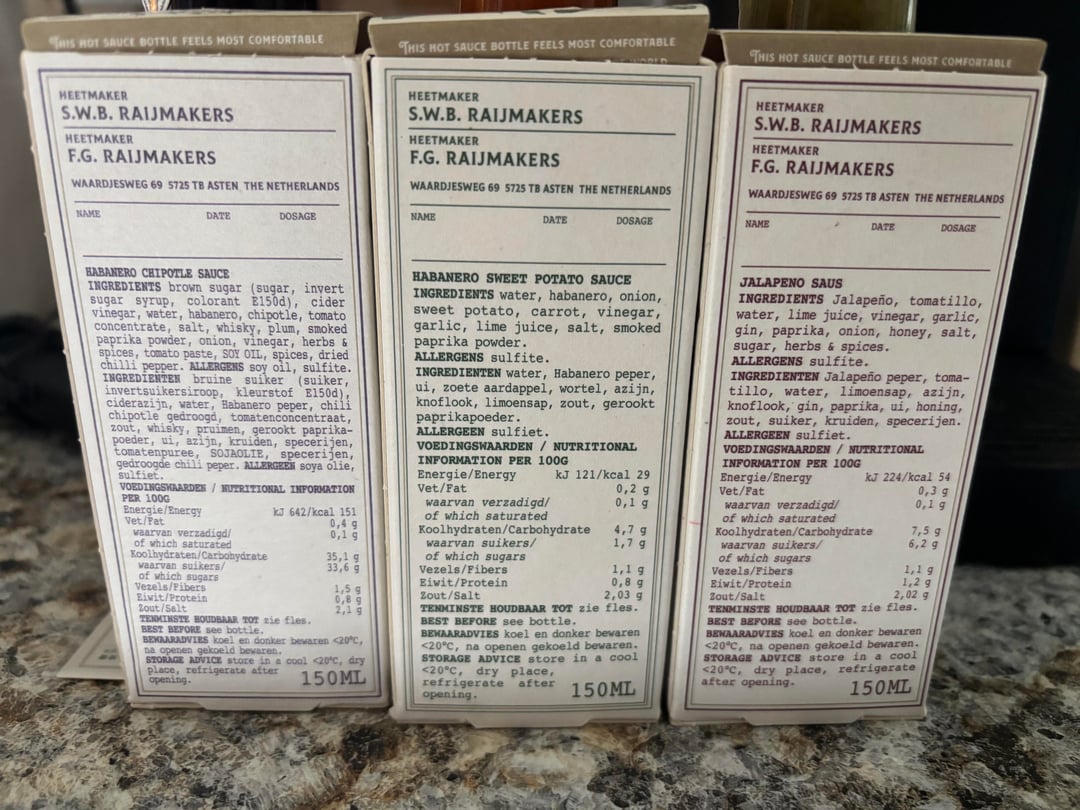 THIS HOT SAUCE BOTTLE FEELS MOST COMFORTABLE
HEETMAKER
S.W.B. RAIJMAKERS
HEETMAKER
F.G. RAIJMAKERS
WAARDJESWEG 69 5725 TB ASTEN THE NETHERLANDS
NAME DATE DOSAGE
HABANERO CHIPOTLE SAUCE
INGREDIENTS brown sugar (sugar, invert
sugar syrup, colorant E150d), cider
vinegar, water, habanero, chipotle, tomato
concentrate, salt, whisky, plum, smoked
paprika powder, onion, vinegar, herbs &
spices, tomato paste, SOY OIL, spices, dried
chilli pepper. ALLERGENS soy oil, sulfite.
INGREDIENTEN bruine suiker (suiker,
invertsuikersiroop, kleurstof E150d),
ciderazijn, water, Habanero peper, chili
chipotle gedroogd, tomatenconcentraat,
zout, whisky, pruimen, gerookt paprika-
poeder, ui, azijn, kruiden, specerijen,
tomatenpuree, SOJAOLIE, specerijen,
gedroogde chili peper. ALLERGEEN soya olie,
sulfiet.
VOEDINGSWAARDEN / NUTRITIONAL INFORMATION
PER 100G
Energie/Energy kJ 642/kcal 151
Vet/Fat 0,4 g
waarvan verzadigd/ 0,1 g
of which saturated
Koolhydraten/Carbohydrate 35,1 g
waarvan suikers/ 33,6 g
of which sugars
Vezels/Fibers 1,5 g
Eiwit/Protein 0,8 g
Zout/Salt 2,1 g
TENMINSTE HOUDBAAR TOT zie fles.
BEST BEFORE see bottle.
BEWAARADVIES koel en donker bewaren <20°C,
na openen gekoeld bewaren.
STORAGE ADVICE store in a cool <20°C, dry
place, refrigerate after
opening. 150ML
THIS HOT SAUCE BOTTLE FEELS MOST COMFORTABLE
WORLD
HEETMAKER
S.W.B. RAIJMAKERS
HEETMAKER
F.G. RAIJMAKERS
WAARDJESWEG 69 5725 TB ASTEN THE NETHERLANDS
NAME DATE DOSAGE
HABANERO SWEET POTATO SAUCE
INGREDIENTS water, habanero, onion,
sweet potato, carrot, vinegar,
garlic, lime juice, salt, smoked
paprika powder.
ALLERGENS sulfite.
INGREDIENTEN water, Habanero peper,
ui, zoete aardappel, wortel, azijn,
knoflook, limoensap, zout, gerookt
paprikapoeder.
ALLERGEEN sulfiet.
VOEDINGSWAARDEN / NUTRITIONAL
INFORMATION PER 100G
Energie/Energy kJ 121/kcal 29
Vet/Fat 0,2 g
waarvan verzadigd/ 0,1 g
of which saturated
Koolhydraten/Carbohydrate 4,7 g
waarvan suikers/ 1,7 g
of which sugars
Vezels/Fibers 1,1 g
Eiwit/Protein 0,8 g
Zout/Salt 2,03 g
TENMINSTE HOUDBAAR TOT zie fles.
BEST BEFORE see bottle.
BEWAARADVIES koel en donker bewaren
<20°C, na openen gekoeld bewaren.
STORAGE ADVICE store in a cool
<20°C, dry place,
refrigerate after
opening. 150ML
THIS HOT SAUCE BOTTLE FEELS MOST COMFORTABLE
HEETMAKER
S.W.B. RAIJMAKERS
HEETMAKER
F.G. RAIJMAKERS
WAARDJESWEG 69 5725 TB ASTEN THE NETHERLANDS
NAME DATE DOSAGE
JALAPENO SAUS
INGREDIENTS Jalapeño, tomatillo,
water, lime juice, vinegar, garlic,
gin, paprika, onion, honey, salt,
sugar, herbs & spices.
ALLERGENS sulfite.
INGREDIENTEN Jalapeño peper, toma-
tillo, water, limoensap, azijn,
knoflook, gin, paprika, ui, honing,
zout, suiker, kruiden, specerijen.
ALLERGEEN sulfiet.
VOEDINGSWAARDEN / NUTRITIONAL
INFORMATION PER 100G
Energie/Energy kJ 224/kcal 54
Vet/Fat 0,3 g
waarvan verzadigd/ 0,1 g
of which saturated
Koolhydraten/Carbohydrate 7,5 g
waarvan suikers/ 6,2 g
of which sugars
Vezels/Fibers 1,1 g
Eiwit/Protein 1,2 g
Zout/Salt 2,02 g
TENMINSTE HOUDBAAR TOT zie fles.
BEST BEFORE see bottle.
BEWAARADVIES koel en donker bewaren
<20°C, na openen gekoeld bewaren.
STORAGE ADVICE store in a cool
<20°C, dry place, refrigerate
after opening. 150ML